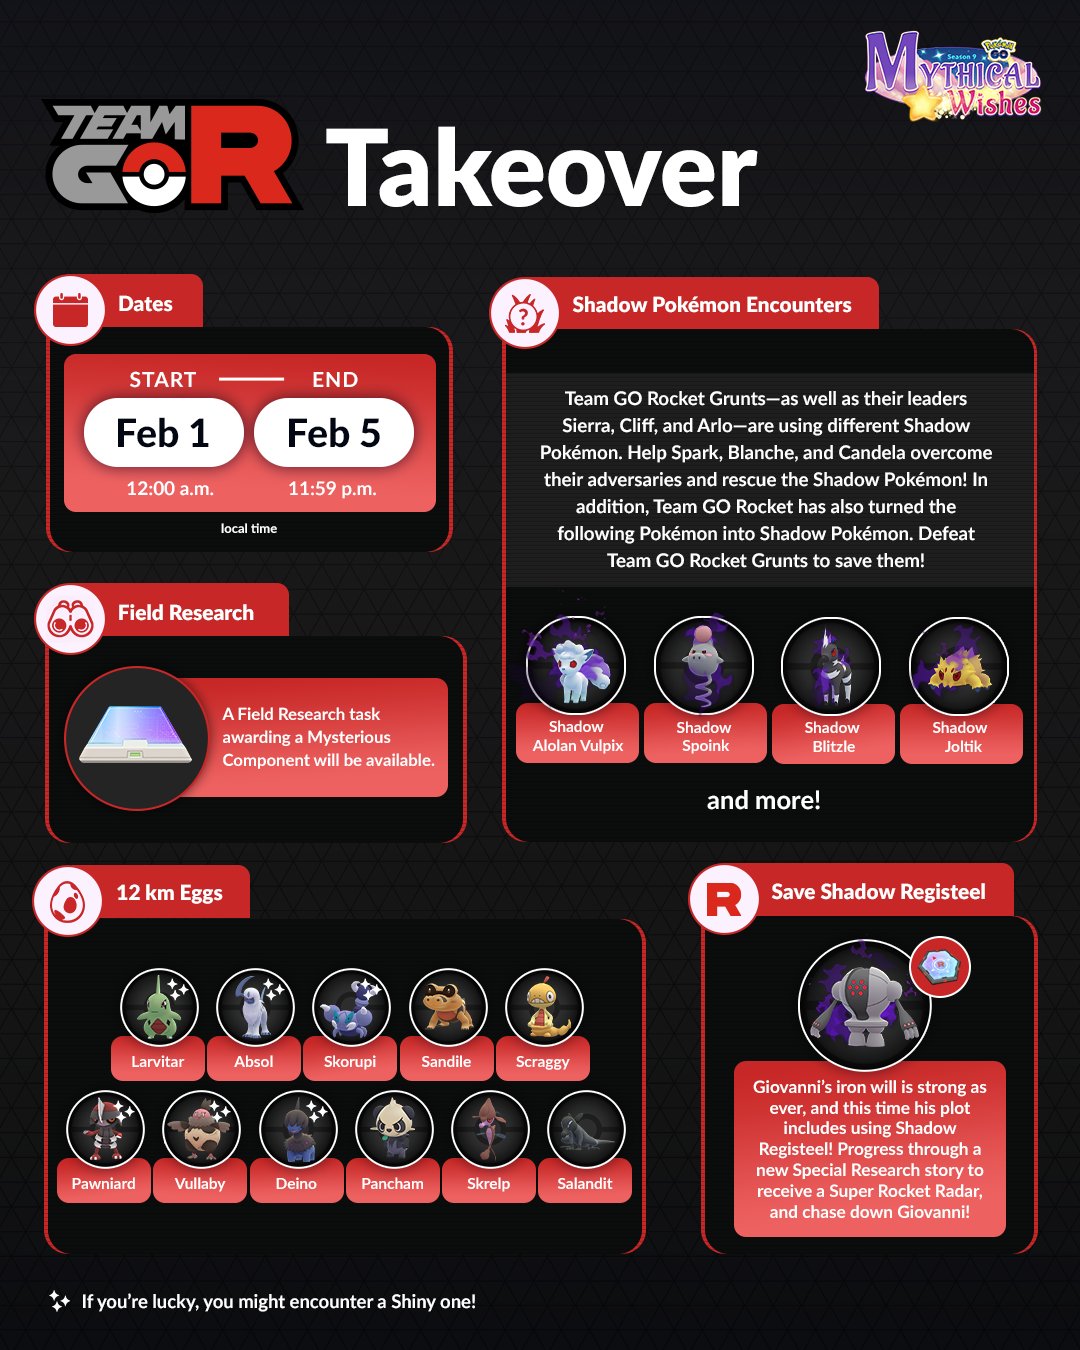 Pokémon GO
Season 9
MYTHICAL
Wishes
TEAM
GO R
Takeover
Dates
START
END
Feb 1
Feb 5
12:00 a.m.
11:59 p.m.
local time
Field Research
A Field Research task
awarding a Mysterious
Component will be available.
Shadow Pokémon Encounters
Team GO Rocket Grunts—as well as their leaders
Sierra, Cliff, and Arlo—are using different Shadow
Pokémon. Help Spark, Blanche, and Candela overcome
their adversaries and rescue the Shadow Pokémon! In
addition, Team GO Rocket has also turned the
following Pokémon into Shadow Pokémon. Defeat
Team GO Rocket Grunts to save them!
Shadow
Alolan Vulpix
Shadow
Spoink
Shadow
Blitzle
Shadow
Joltik
and more!
12 km Eggs
Larvitar
Absol
Skorupi
Sandile
Scraggy
Pawniard
Vullaby
Deino
Pancham
Skrelp
Salandit
R
Save Shadow Registeel
Giovanni's iron will is strong as
ever, and this time his plot
includes using Shadow
Registeel! Progress through a
new Special Research story to
receive a Super Rocket Radar,
and chase down Giovanni!
If you're lucky, you might encounter a Shiny one!